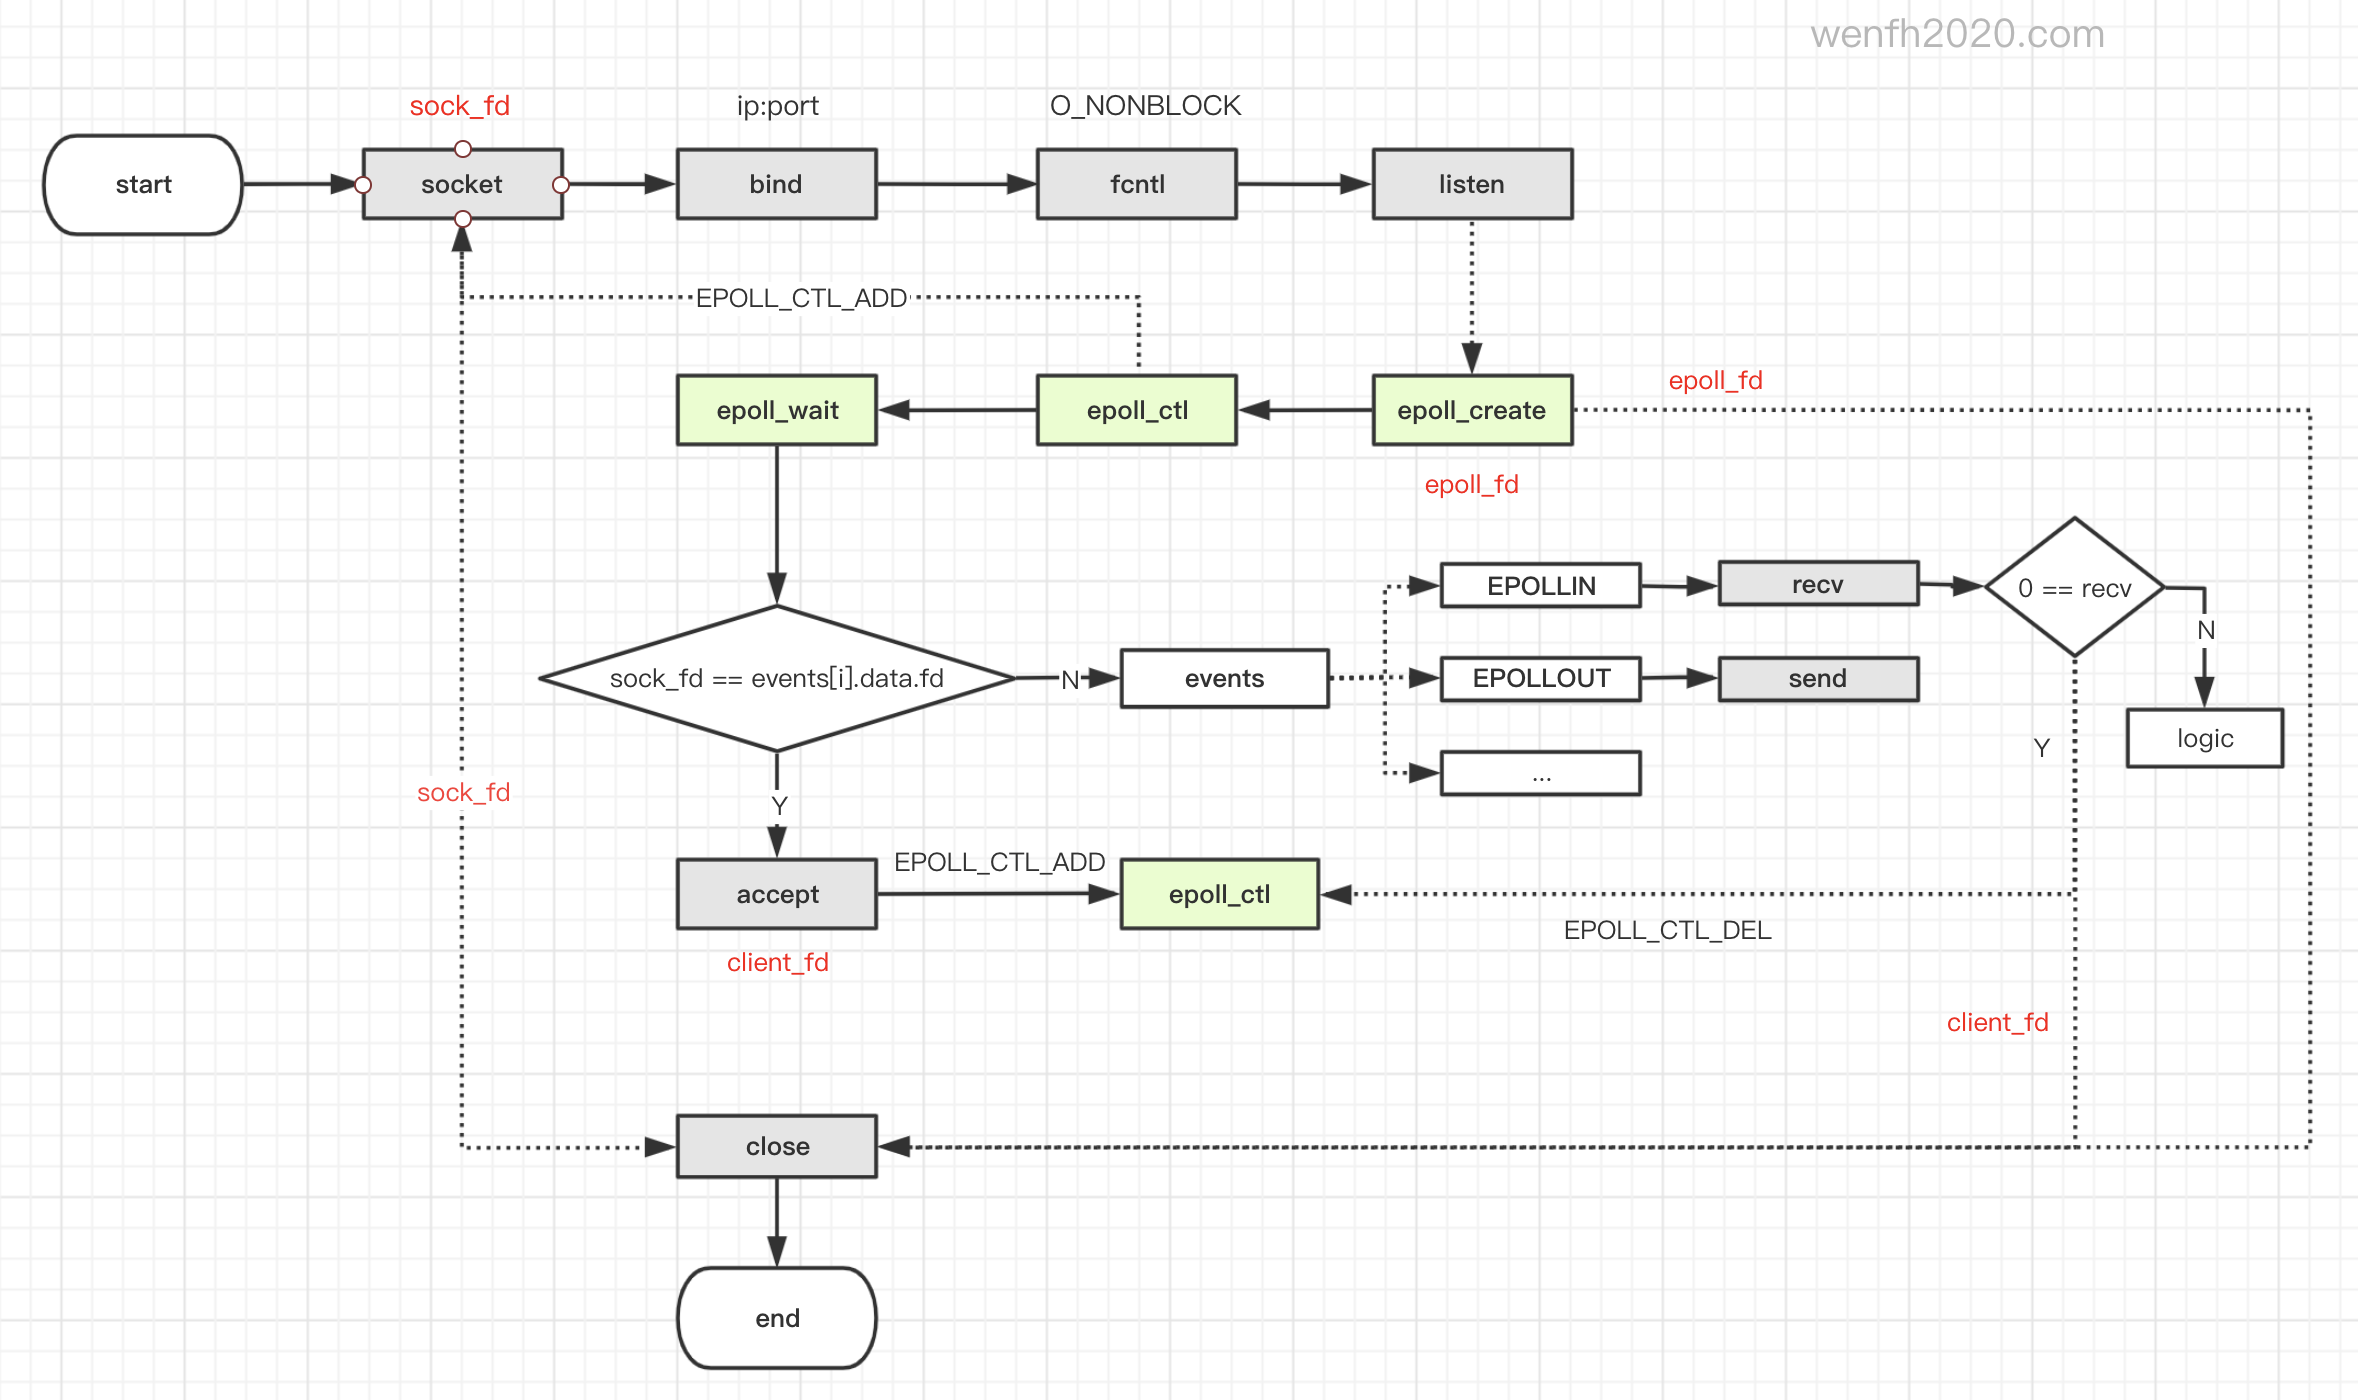 wenfh2020.com
sock_fd
ip:port
O_NONBLOCK
start
socket
bind
fcntl
listen
EPOLL_CTL_ADD
epoll_wait
epoll_ctl
epoll_create
epoll_fd
epoll_fd
EPOLLIN
recv
0 == recv
N
sock_fd == events[i].data.fd
N
events
EPOLLOUT
send
logic
Y
...
sock_fd
Y
EPOLL_CTL_ADD
accept
epoll_ctl
EPOLL_CTL_DEL
client_fd
client_fd
close
end